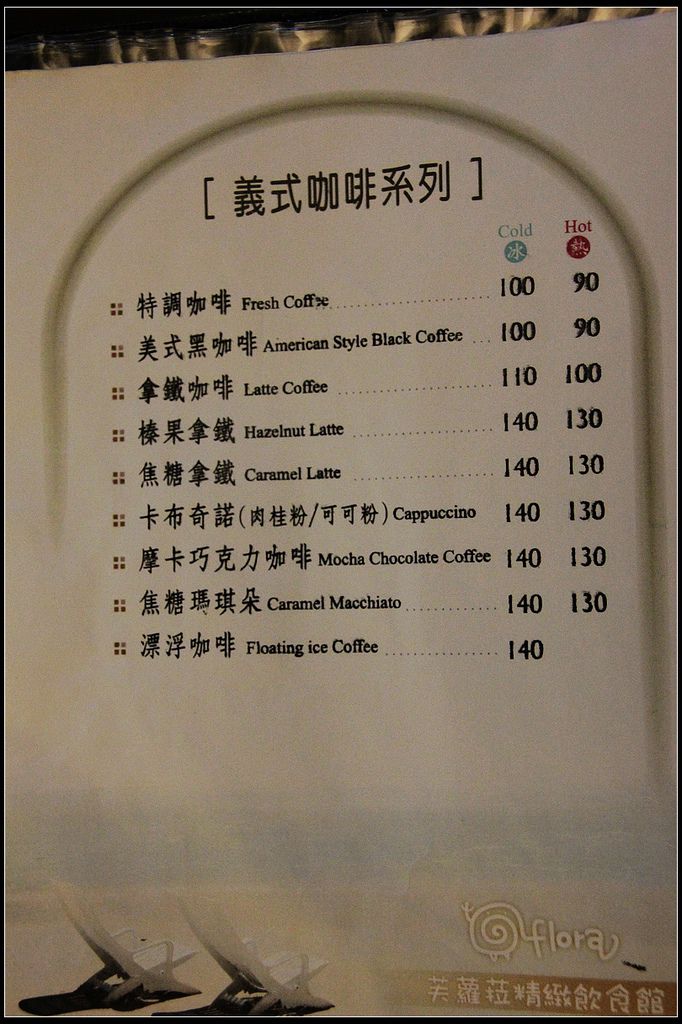 [ 義式咖啡系列 ]
Cold Hot
冰 熱
特調咖啡 Fresh Coffee 100 90
美式黑咖啡 American Style Black Coffee 100 90
拿鐵咖啡 Latte Coffee 110 100
榛果拿鐵 Hazelnut Latte 140 130
焦糖拿鐵 Caramel Latte 140 130
卡布奇諾(肉桂粉/可可粉) Cappuccino 140 130
摩卡巧克力咖啡 Mocha Chocolate Coffee 140 130
焦糖瑪琪朵 Caramel Macchiato 140 130
漂浮咖啡 Floating ice Coffee 140
flora
芙蘿菈精緻飲食館